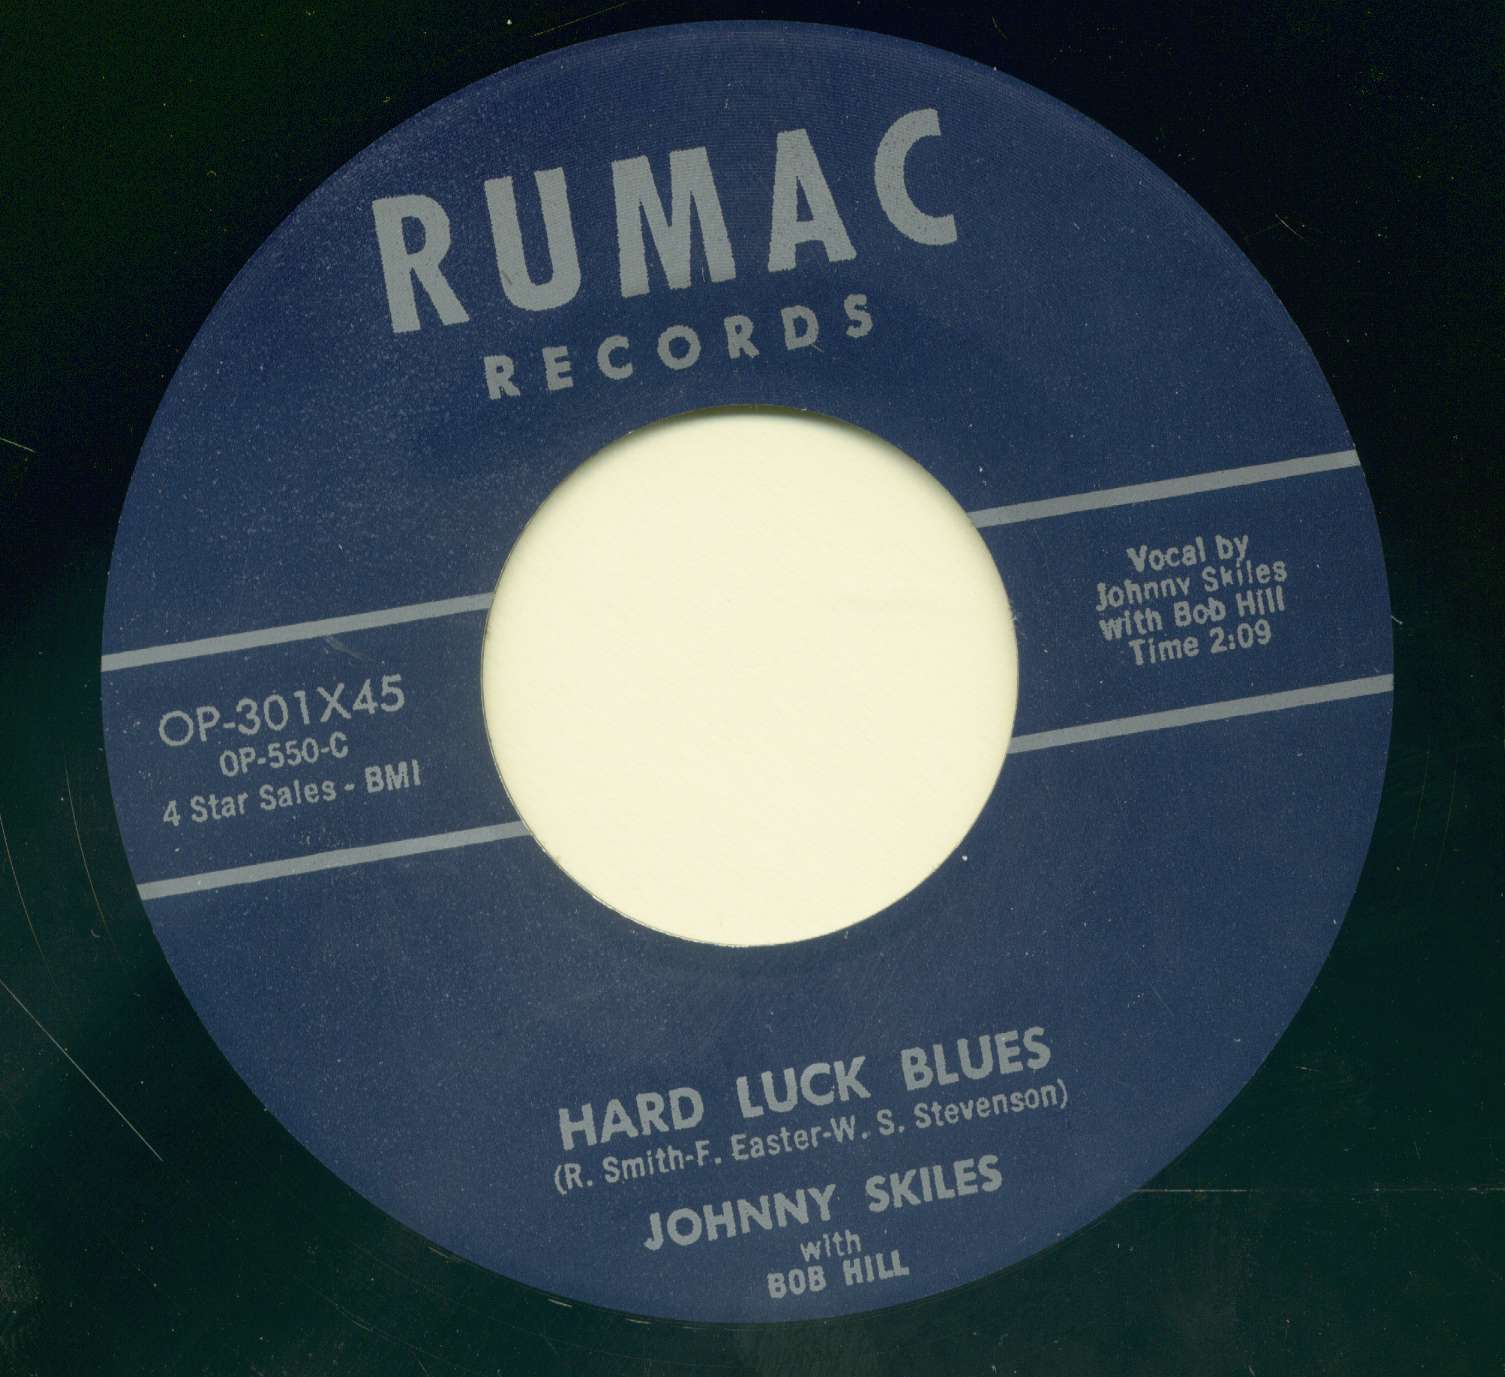 RUMAC
RECORDS
Vocal by
Johnny Skiles
with Bob Hill
Time 2:09
OP-301X45
OP-550-C
4 Star Sales - BMI
HARD LUCK BLUES
(R. Smith-F. Easter-W. S. Stevenson)
JOHNNY SKILES
with
BOB HILL